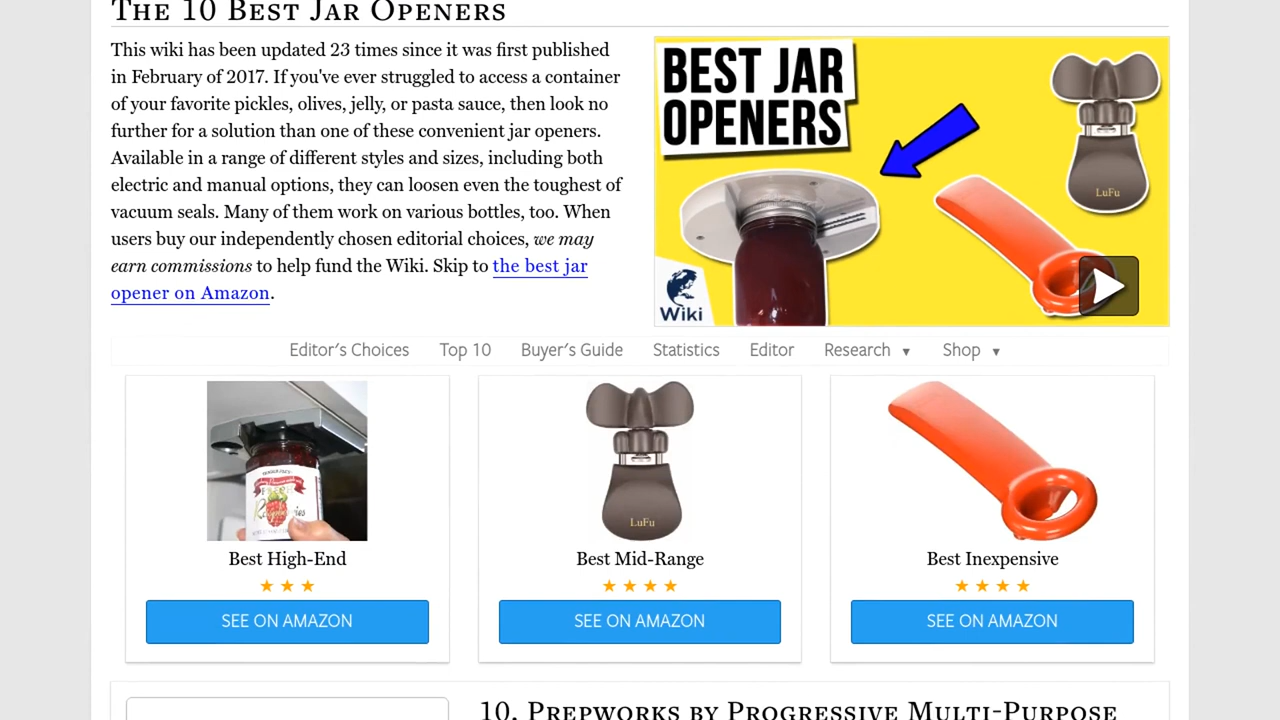 The 10 Best Jar Openers
This wiki has been updated 23 times since it was first published
in February of 2017. If you've ever struggled to access a container
of your favorite pickles, olives, jelly, or pasta sauce, then look no
further for a solution than one of these convenient jar openers.
Available in a range of different styles and sizes, including both
electric and manual options, they can loosen even the toughest of
vacuum seals. Many of them work on various bottles, too. When
users buy our independently chosen editorial choices, we may
earn commissions to help fund the Wiki. Skip to the best jar
opener on Amazon.
BEST JAR
OPENERS
LuFu
Wiki
Editor's Choices Top 10 Buyer's Guide Statistics Editor Research ▼ Shop ▼
LuFu
Best High-End
Best Mid-Range
Best Inexpensive
SEE ON AMAZON
SEE ON AMAZON
SEE ON AMAZON
10. Prepworks by Progressive Multi-Purpose